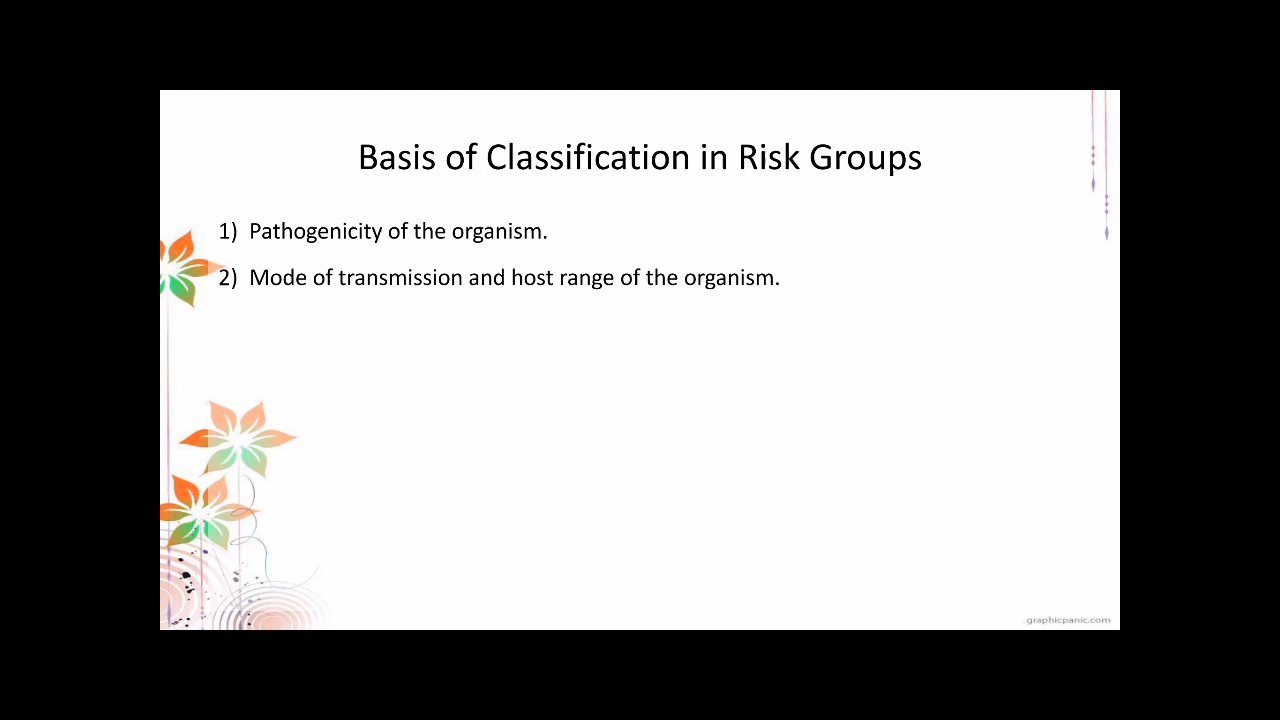 Basis of Classification in Risk Groups
1) Pathogenicity of the organism.
2) Mode of transmission and host range of the organism.
graphicpanic.com